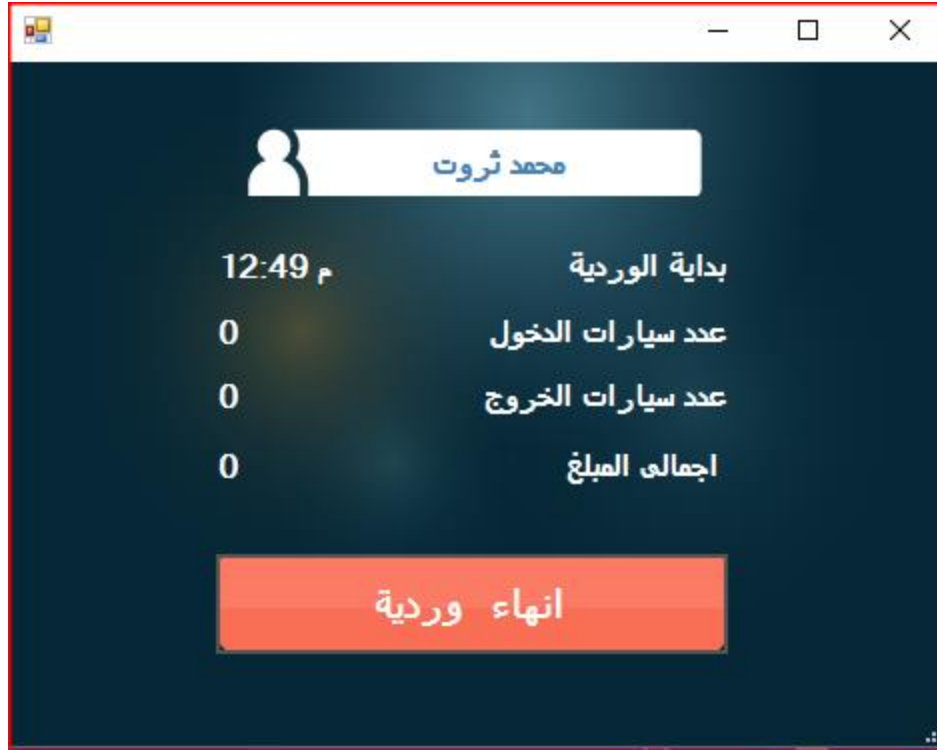 محمد ثروت
بداية الوردية 12:49 م
عدد سيارات الدخول 0
عدد سيارات الخروج 0
اجمالى المبلغ 0
انهاء وردية